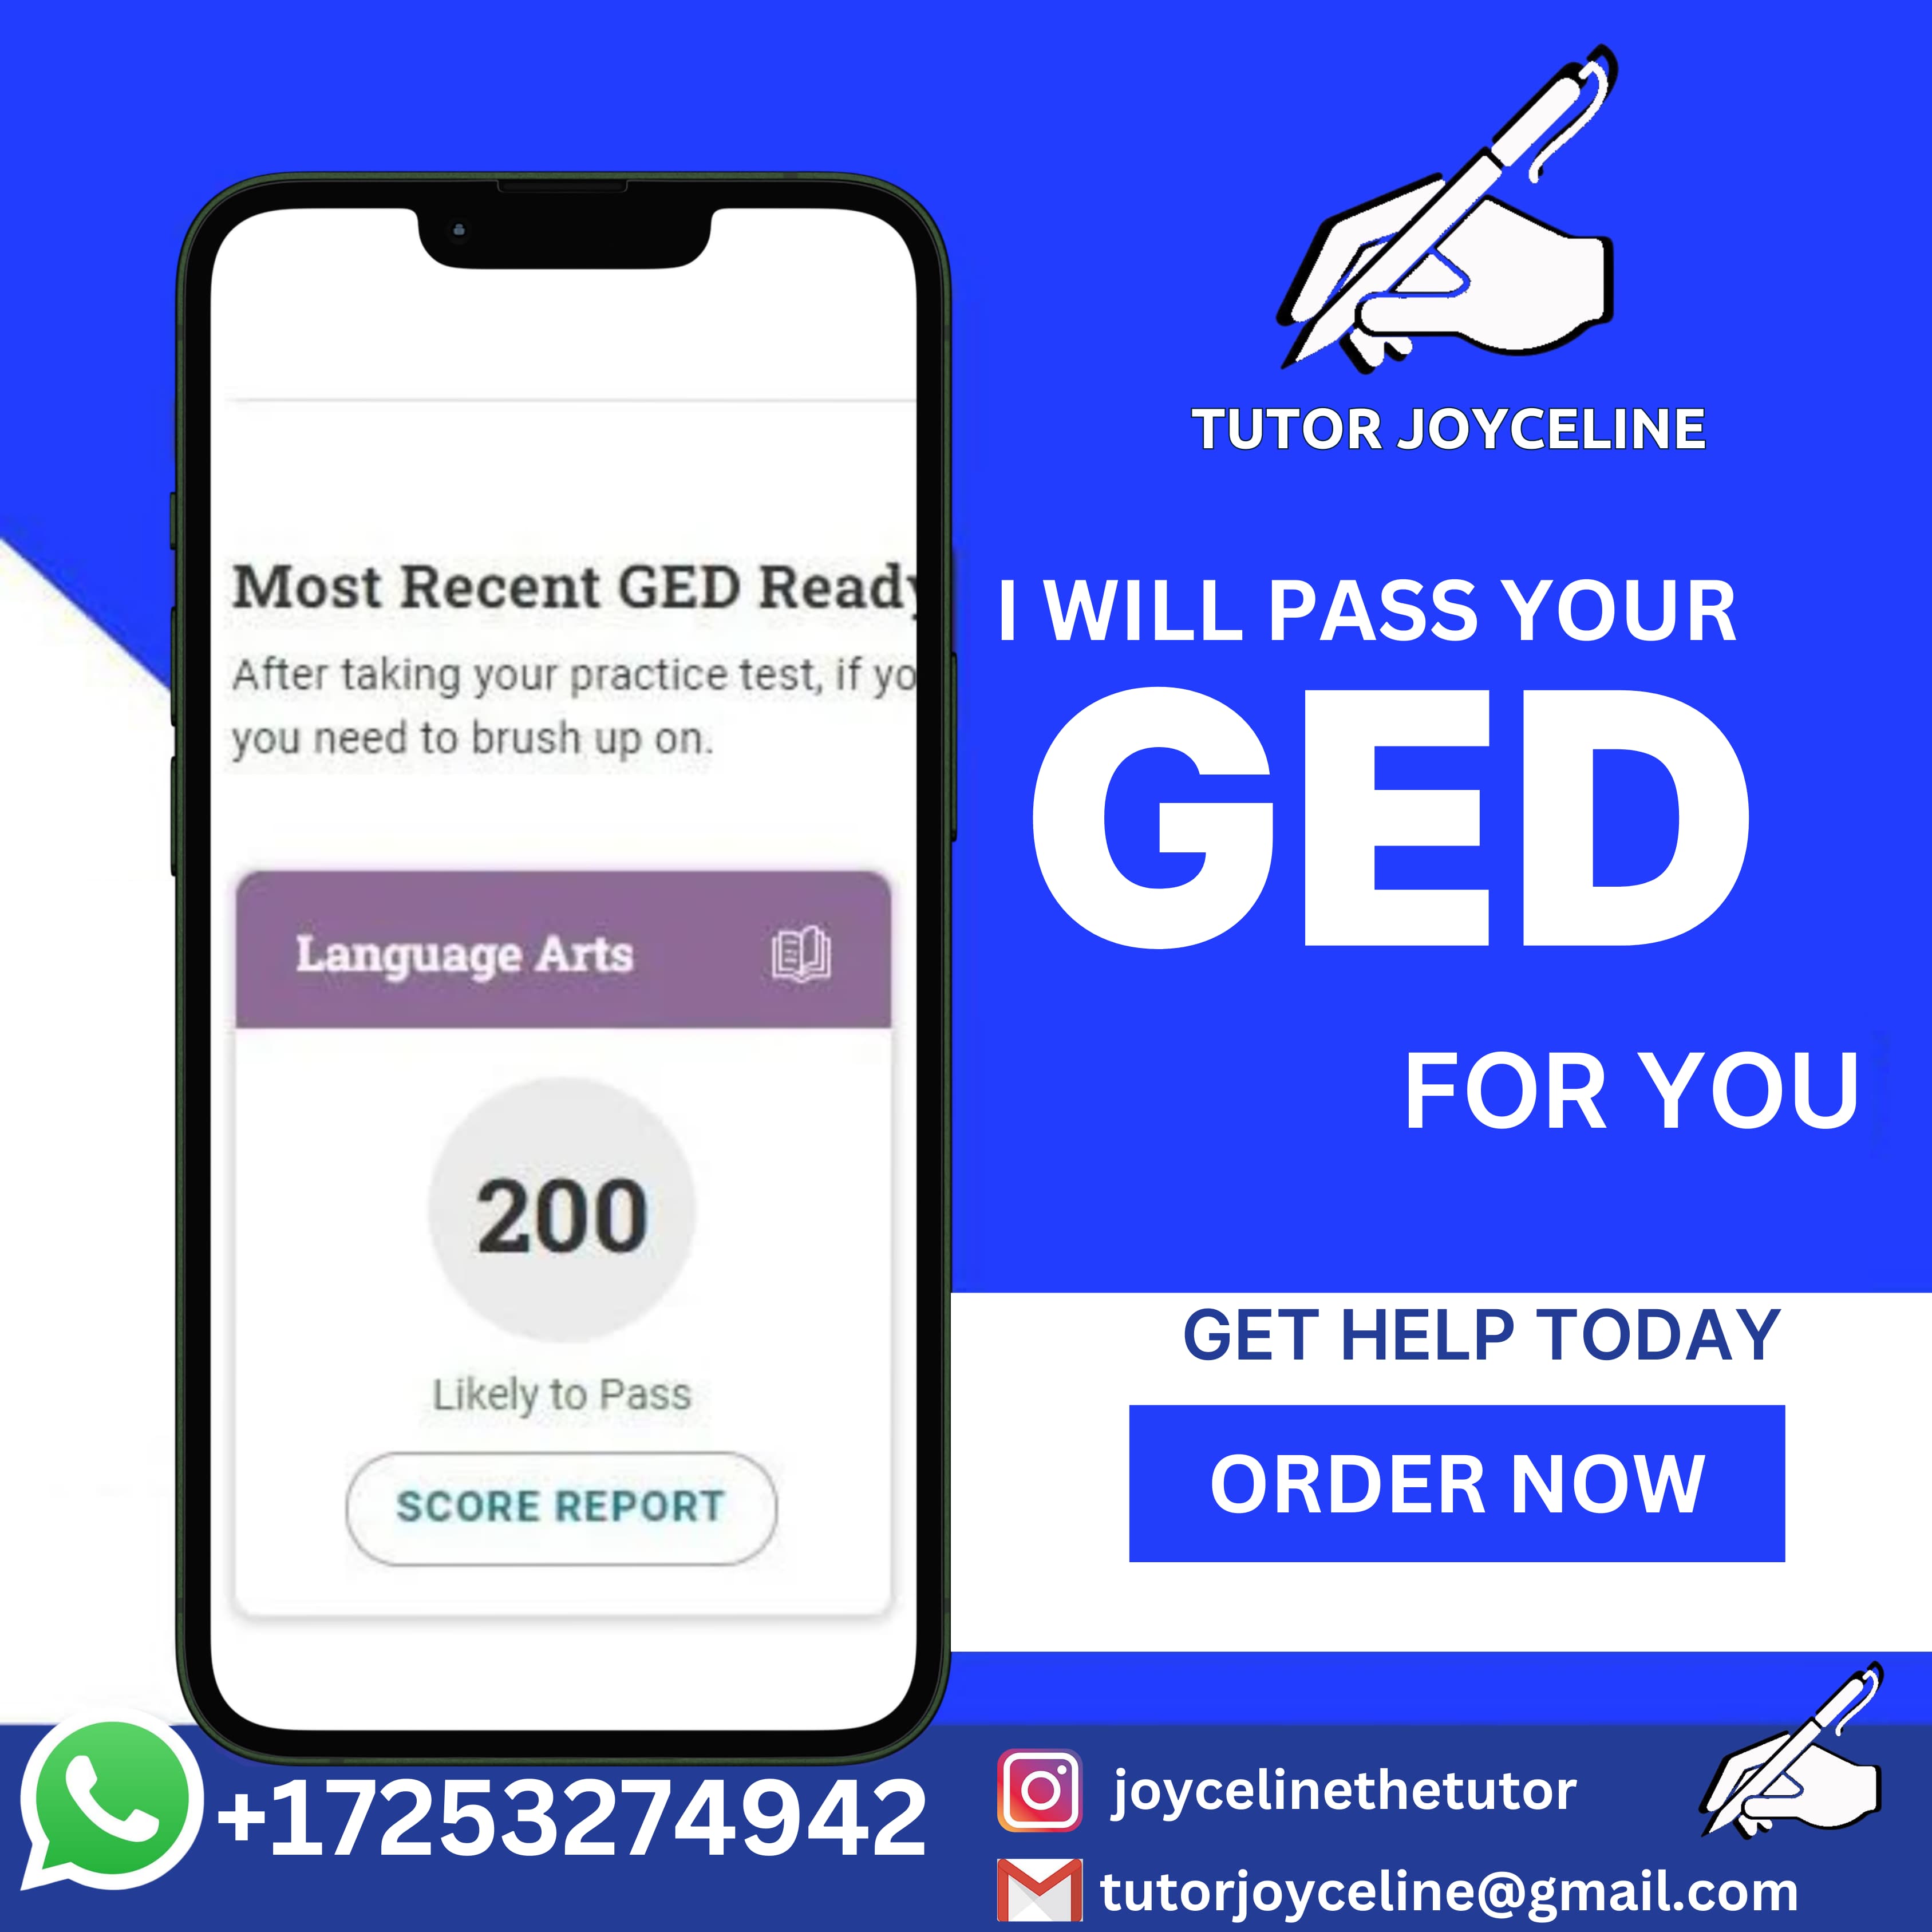 TUTOR JOYCELINE
I WILL PASS YOUR
GED
FOR YOU
Most Recent GED Ready
After taking your practice test, if yo
you need to brush up on.
Language Arts
200
Likely to Pass
SCORE REPORT
GET HELP TODAY
ORDER NOW
+17253274942
joycelinethetutor
tutorjoyceline@gmail.com